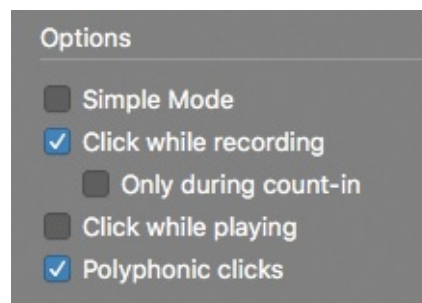 Options
Simple Mode
Click while recording
Only during count-in
Click while playing
Polyphonic clicks